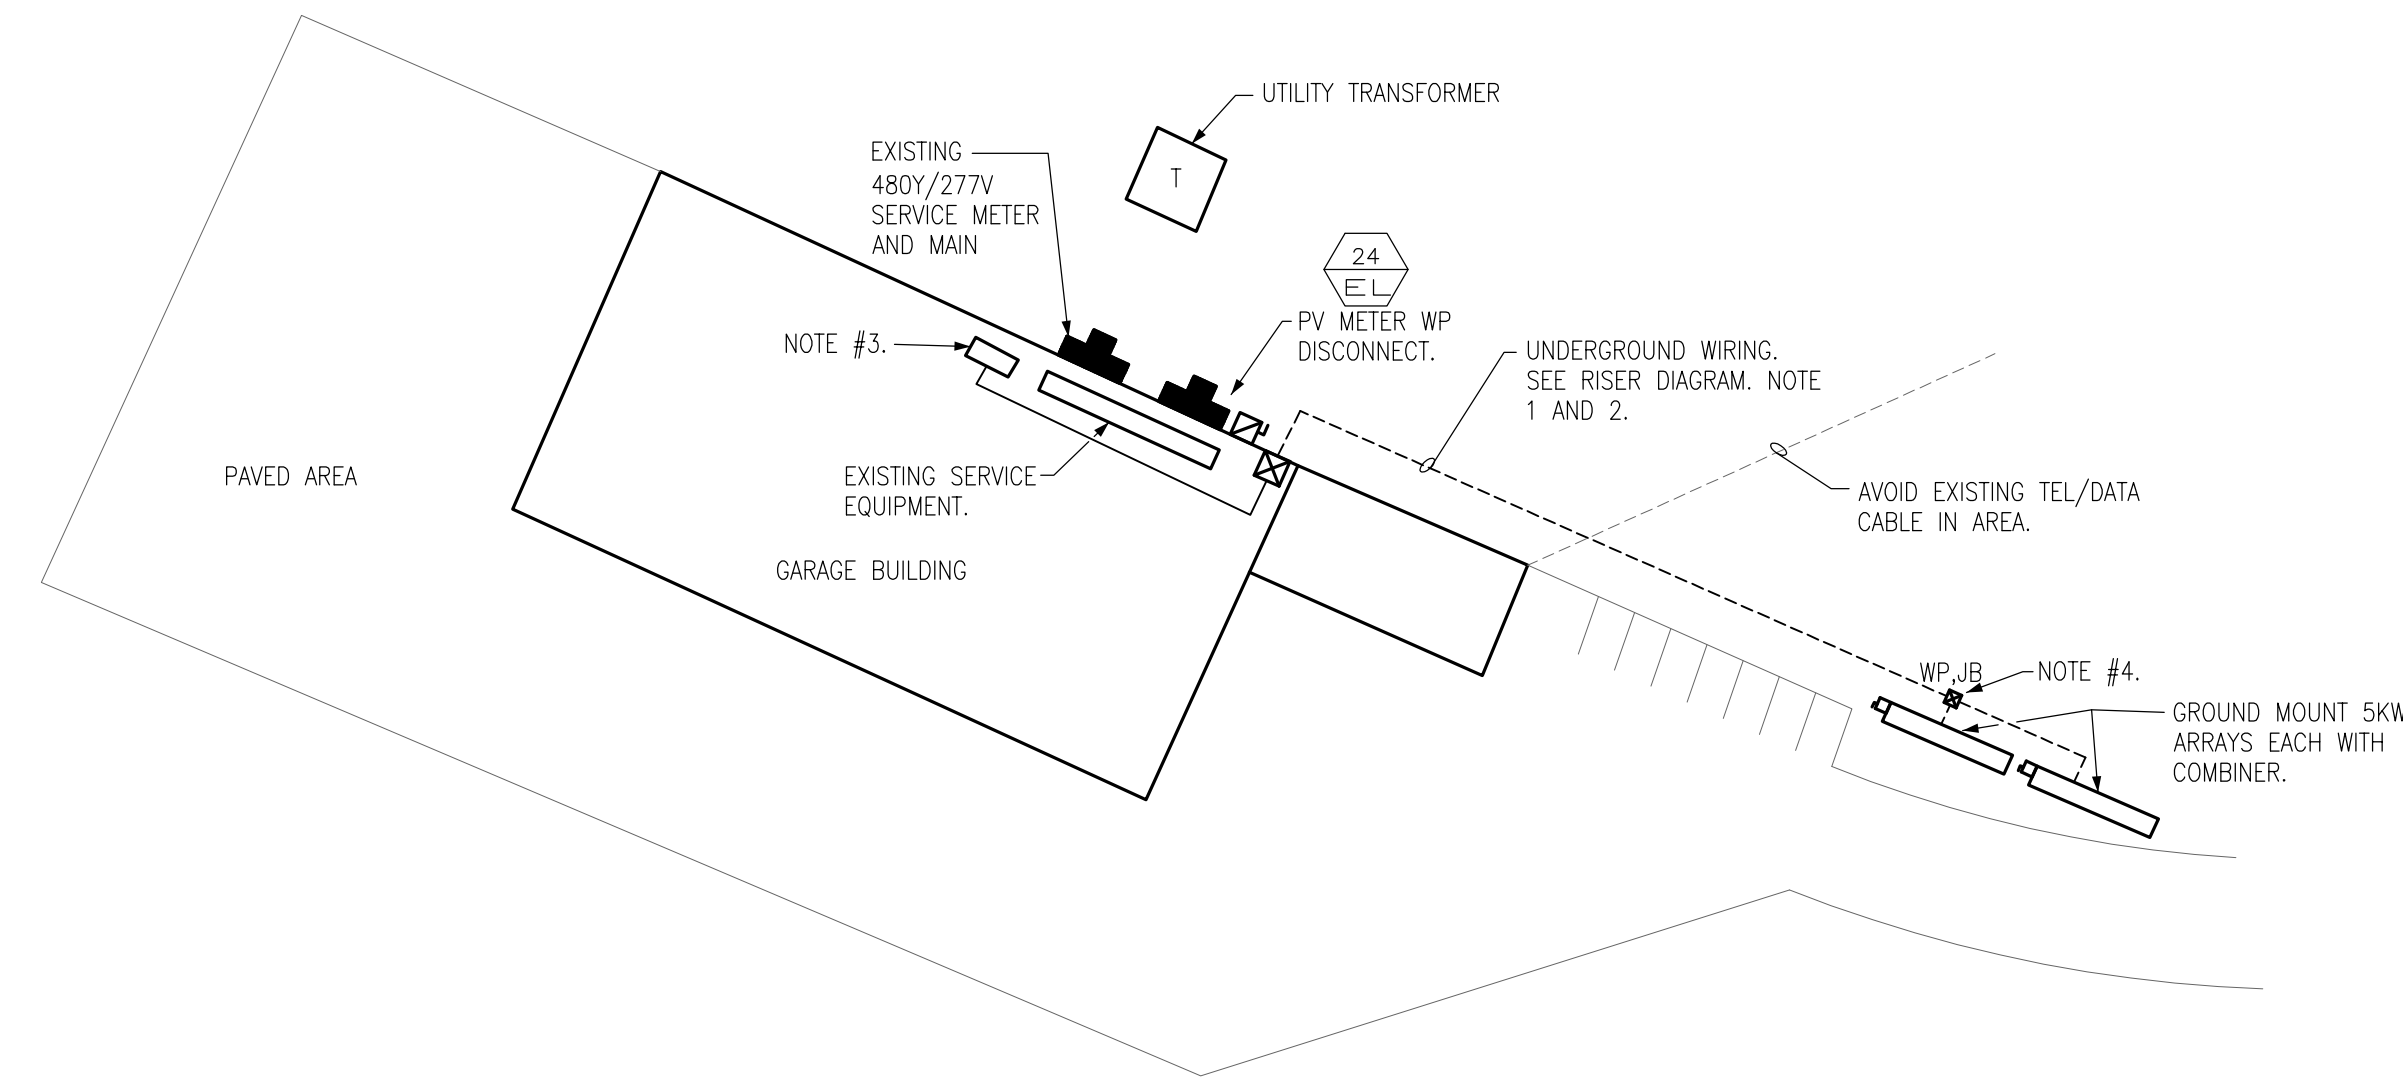 UTILITY TRANSFORMER
T
EXISTING
480Y/277V
SERVICE METER
AND MAIN
24
EL
PV METER WP
DISCONNECT.
NOTE #3.
UNDERGROUND WIRING.
SEE RISER DIAGRAM. NOTE
1 AND 2.
EXISTING SERVICE
EQUIPMENT.
PAVED AREA
AVOID EXISTING TEL/DATA
CABLE IN AREA.
GARAGE BUILDING
WP,JB
NOTE #4.
GROUND MOUNT 5KW
ARRAYS EACH WITH
COMBINER.